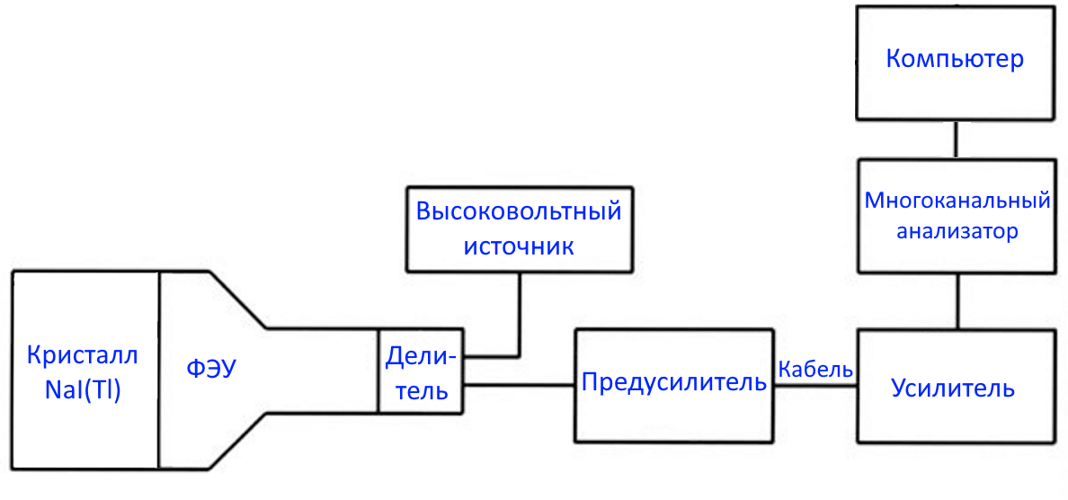 Компьютер
Многоканальный
анализатор
Высоковольтный
источник
Кристалл
NaI(Tl)
ФЭУ
Дели-
тель
Предусилитель
Кабель
Усилитель